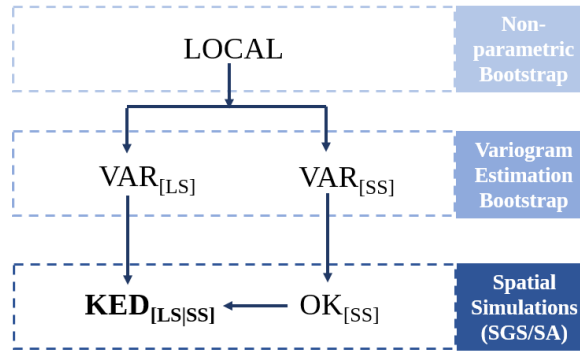 LOCAL
Non-
parametric
Bootstrap
VAR[LS]
VAR[SS]
Variogram
Estimation
Bootstrap
KED[LS|SS]
OK[SS]
Spatial
Simulations
(SGS/SA)